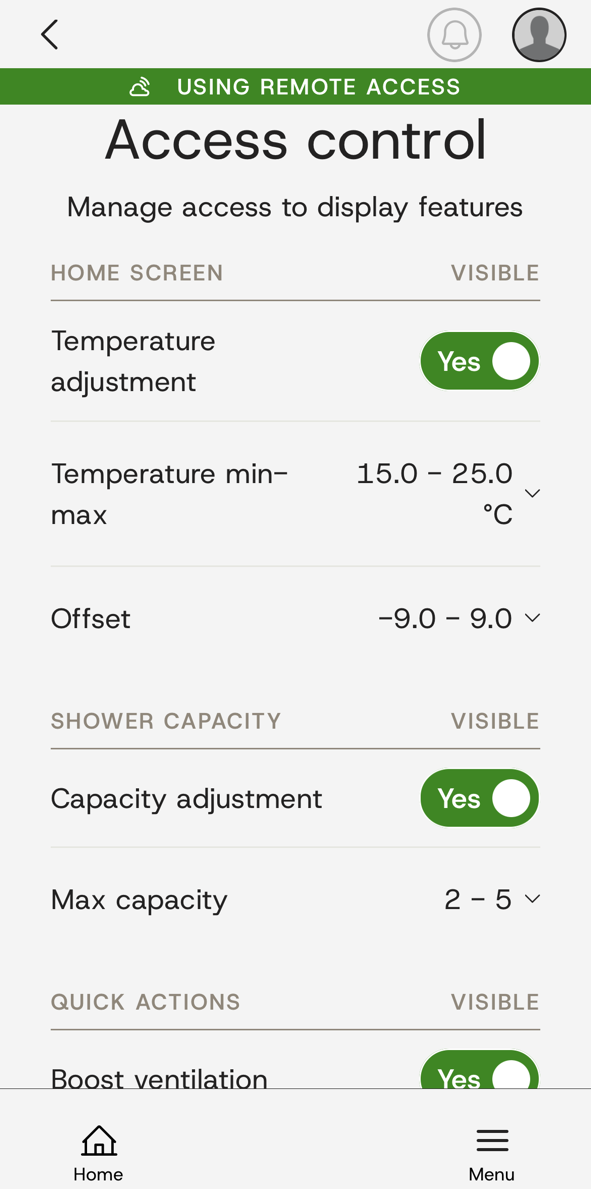 USING REMOTE ACCESS
Access control
Manage access to display features
HOME SCREEN VISIBLE
Temperature
adjustment
Yes
Temperature min-
max
15.0 - 25.0
°C
Offset -9.0 - 9.0
SHOWER CAPACITY VISIBLE
Capacity adjustment Yes
Max capacity 2 - 5
QUICK ACTIONS VISIBLE
Boost ventilation Yes
Home Menu